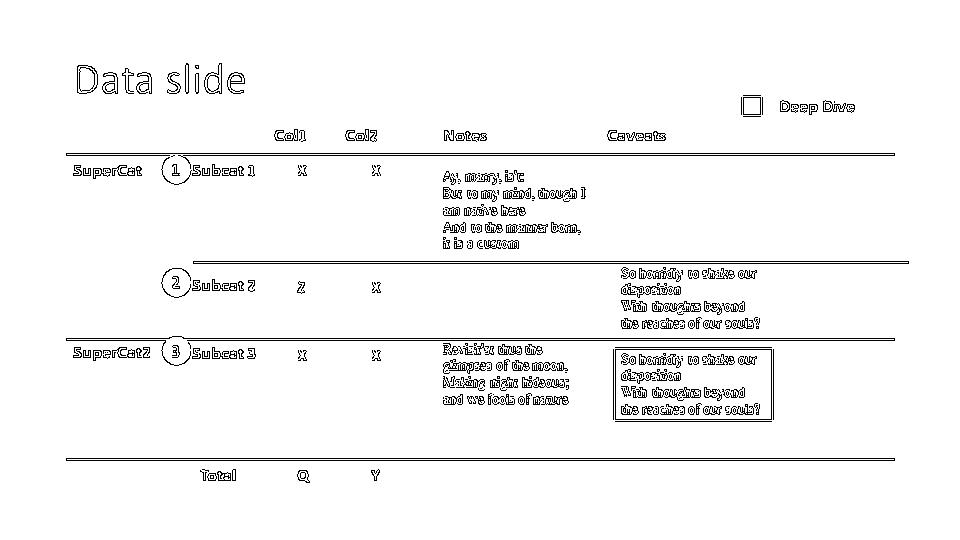 Data slide
Deep Dive
Col1 Col2 Notes Caveats
SuperCat 1 Subcat 1 X X
Ay, marry, is't:
But to my mind, though I
am native here
And to the manner born,
it is a custom
2 Subcat 2 Z X
So horridly to shake our
disposition
With thoughts beyond
the reaches of our souls?
SuperCat2 3 Subcat 3 X X
Revisit'st thus the
glimpses of the moon,
Making night hideous;
and we fools of nature
So horridly to shake our
disposition
With thoughts beyond
the reaches of our souls?
Total Q Y